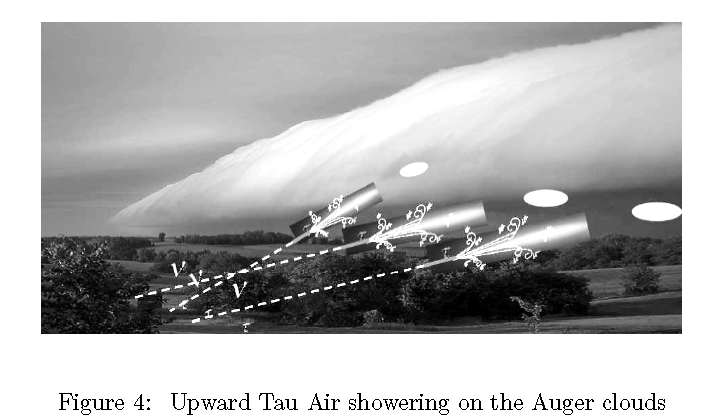 ν
ν
ν
τ
τ
Figure 4: Upward Tau Air showering on the Auger clouds